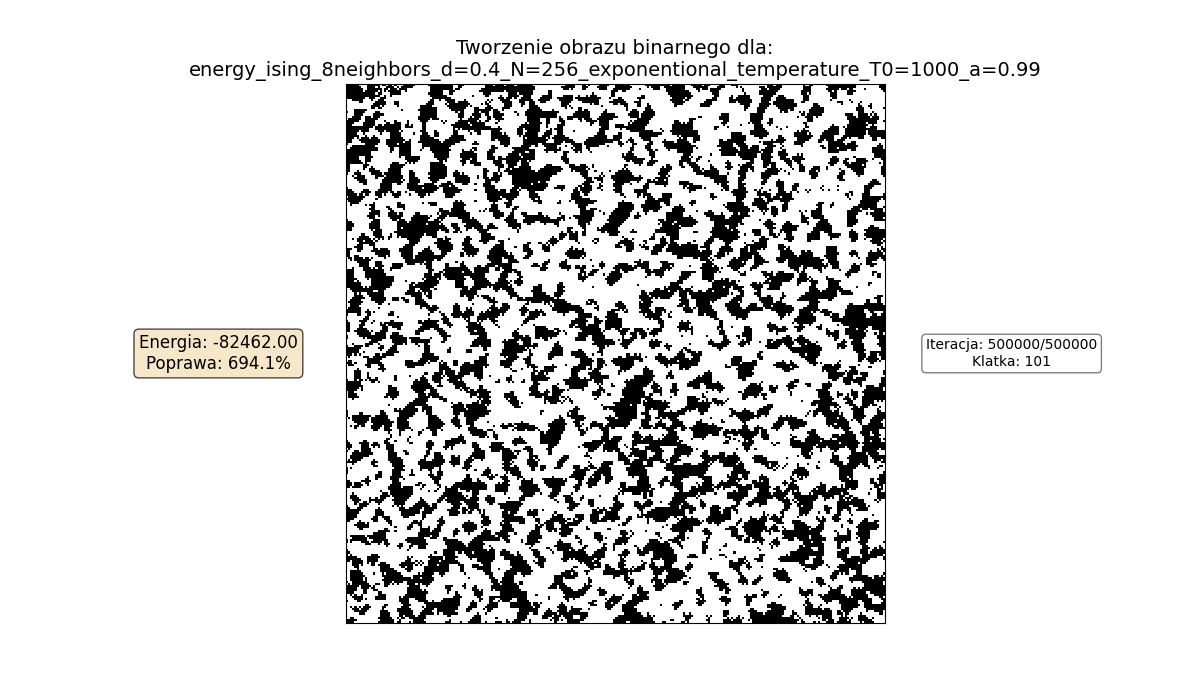 Tworzenie obrazu binarnego dla:
energy_ising_8neighbors_d=0.4_N=256_exponentional_temperature_T0=1000_a=0.99
Energia: -82462.00
Poprawa: 694.1%
Iteracja: 500000/500000
Klatka: 101